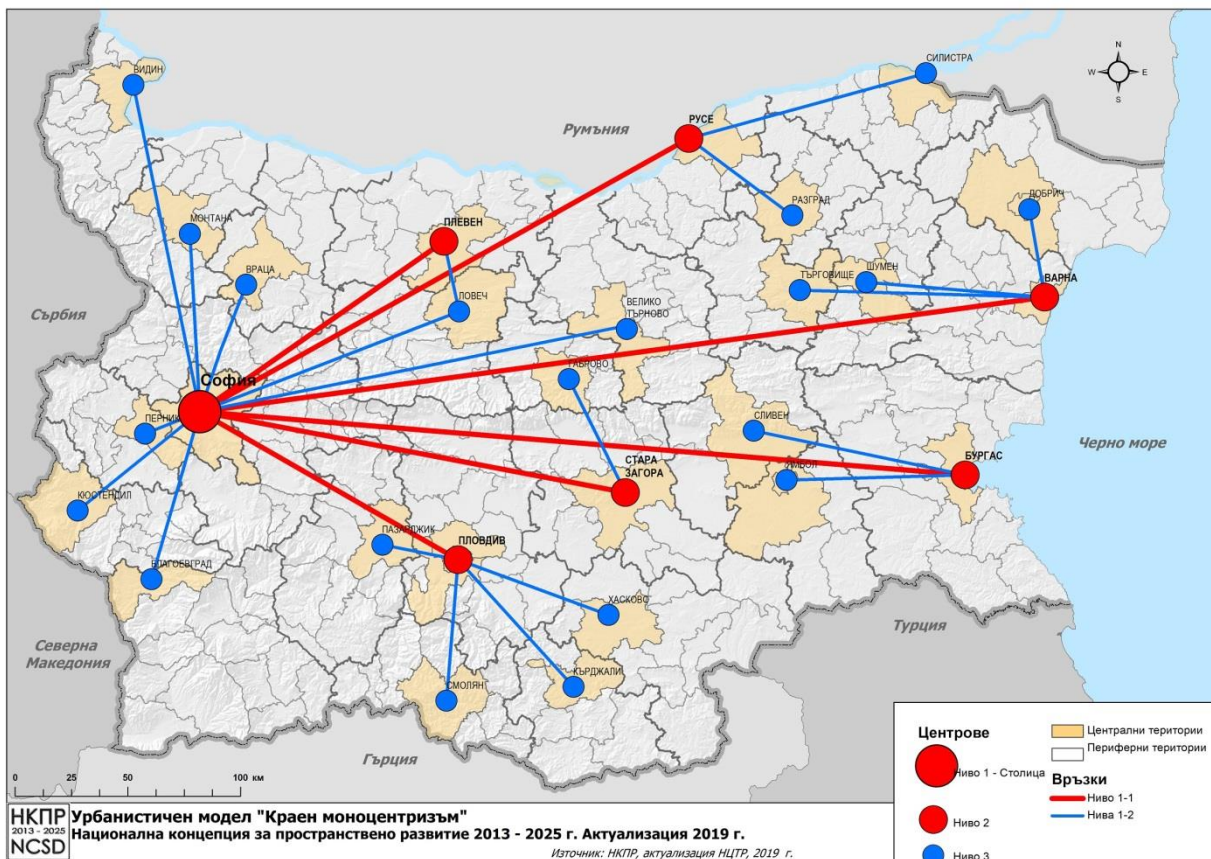 ВИДИН
СИЛИСТРА
N
W E
S
Румъния
РУСЕ
МОНТАНА
ПЛЕВЕН
РАЗГРАД
ДОБРИЧ
ВРАЦА
ЛОВЕЧ
ТЪРГОВИЩЕ
ШУМЕН
ВАРНА
Сърбия
ВЕЛИКО
ТЪРНОВО
София
ГАБРОВО
ПЕРНИК
СЛИВЕН
Черно море
СТАРА
ЗАГОРА
БУРГАС
ЯМБОЛ
КЮСТЕНДИЛ
ПАЗАРДЖИК
ПЛОВДИВ
БЛАГОЕВГРАД
ХАСКОВО
Турция
Северна
Македония
КЪРДЖАЛИ
СМОЛЯН
Гърция
0 25 50 100 км
Центрове
Ниво 1 - Столица
Ниво 2
Ниво 3
Централни територии
Периферни територии
Връзки
Ниво 1-1
Нива 1-2
НКПР
2013 - 2025
NCSD
Урбанистичен модел "Краен моноцентризъм"
Национална концепция за пространствено развитие 2013 - 2025 г. Актуализация 2019 г.
Източник: НКПР, актуализация НЦТР, 2019 г.